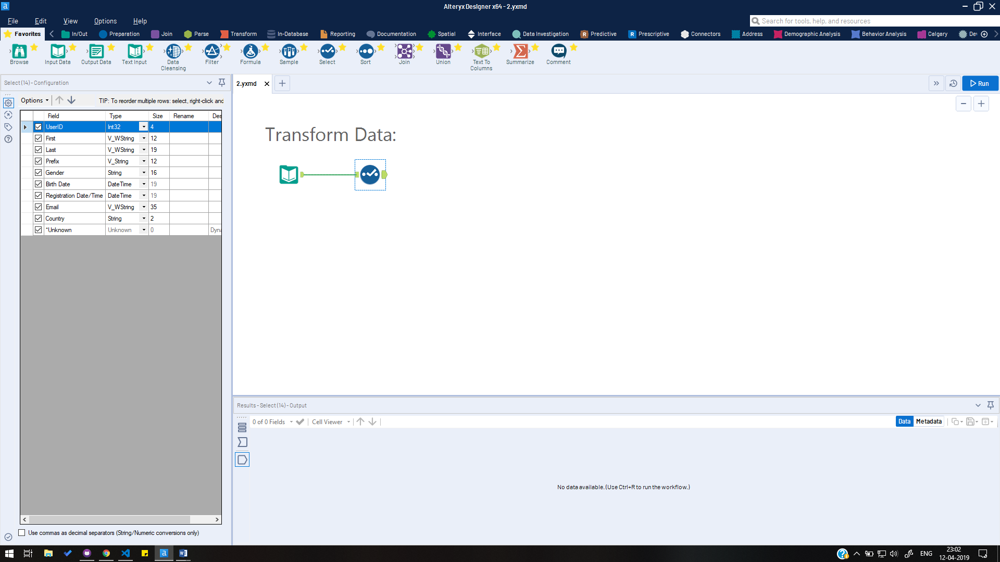 Alteryx Designer x64 - 2.yxmd
File Edit View Options Help
Search for tools, help, and resources
Favorites In/Out Preparation Join Parse Transform In-Database Reporting Documentation Spatial Interface Data Investigation Predictive Prescriptive Connectors Address Demographic Analysis Behavior Analysis Calgary De
Browse Input Data Output Data Text Input Data Cleansing Filter Formula Sample Select Sort Join Union Text To Columns Summarize Comment
Select (14) - Configuration
2.yxmd
Run
Options TIP: To reorder multiple rows: select, right-click and
Field Type Size Rename Des
UserID Int32 4
First V_WString 12
Last V_WString 19
Prefix V_String 12
Gender String 16
Birth Date DateTime 19
Registration Date/Time DateTime 19
Email V_WString 35
Country String 2
*Unknown Unknown 0 Dyna
Use commas as decimal separators (String/Numeric conversions only)
Transform Data:
Results - Select (14) - Output
0 of 0 Fields Cell Viewer Data Metadata
No data available. (Use Ctrl+R to run the workflow.)
ENG
23:02
12-04-2019